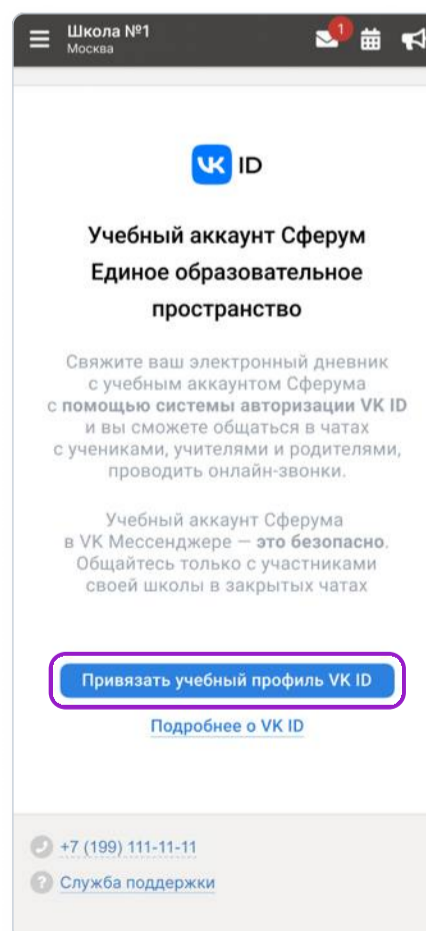 Школа №1
Москва
1
VK ID
Учебный аккаунт Сферум
Единое образовательное
пространство
Свяжите ваш электронный дневник
с учебным аккаунтом Сферума
с помощью системы авторизации VK ID
и вы сможете общаться в чатах
с учениками, учителями и родителями,
проводить онлайн-звонки.
Учебный аккаунт Сферума
в VK Мессенджере — это безопасно.
Общайтесь только с участниками
своей школы в закрытых чатах
Привязать учебный профиль VK ID
Подробнее о VK ID
+7 (199) 111-11-11
? Служба поддержки